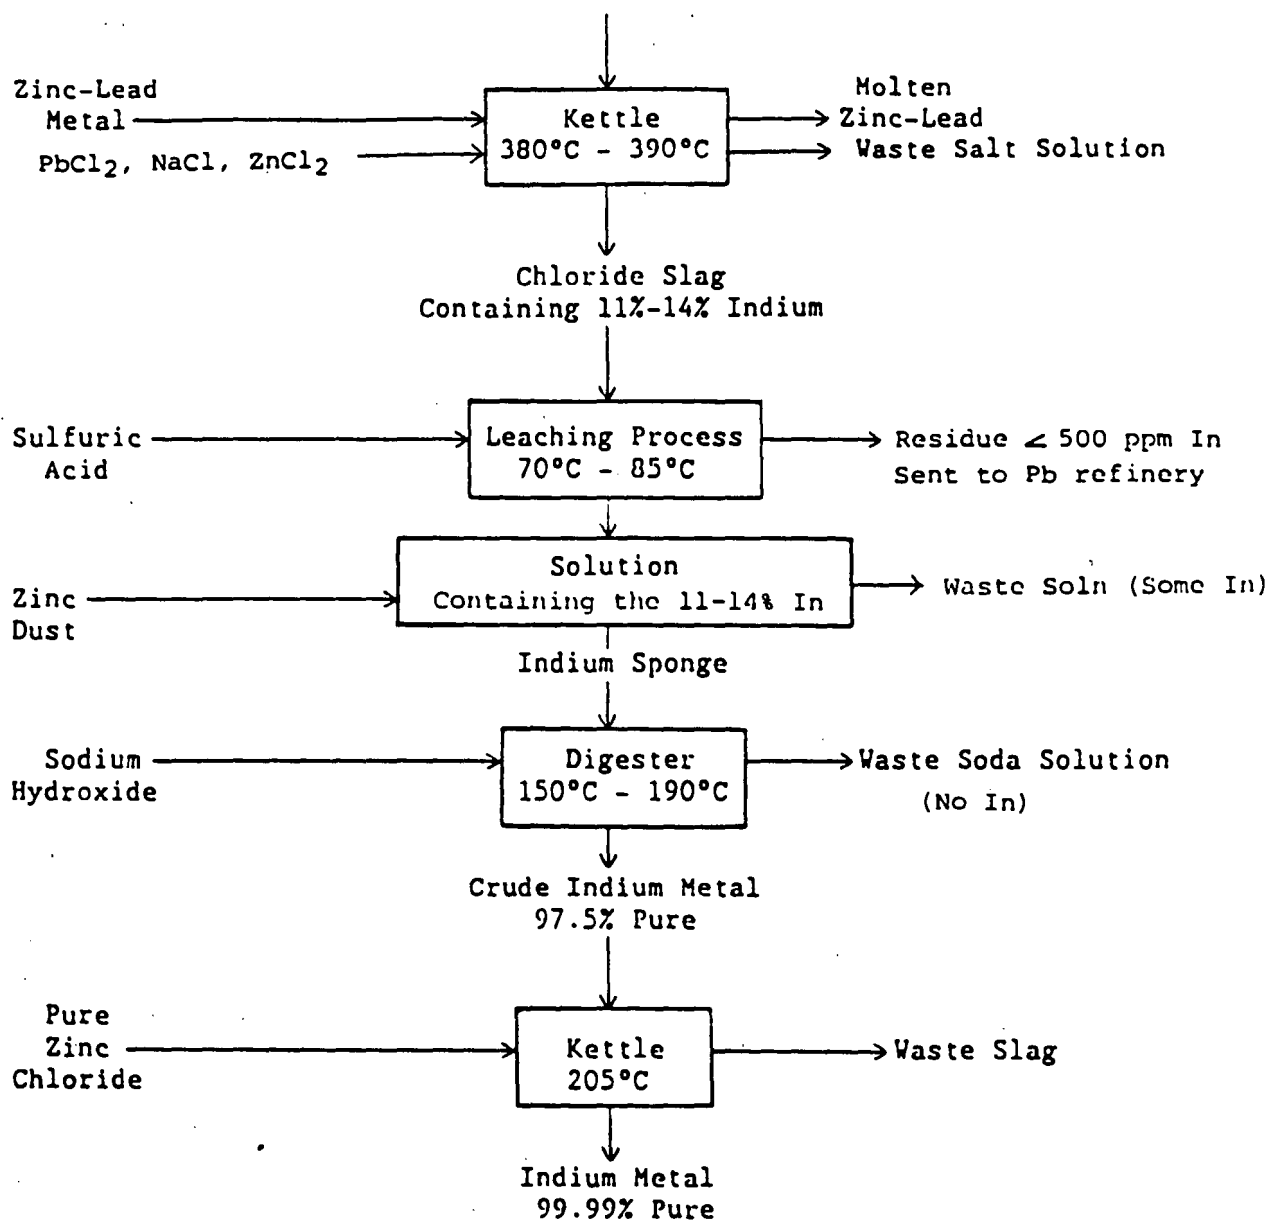 Zinc-Lead
Metal
PbCl2, NaCl, ZnCl2
Kettle
380°C - 390°C
Molten
Zinc-Lead
Waste Salt Solution
Chloride Slag
Containing 11%-14% Indium
Sulfuric
Acid
Leaching Process
70°C - 85°C
Residue < 500 ppm In
Sent to Pb refinery
Zinc
Dust
Solution
Containing the 11-14% In
Waste Soln (Some In)
Indium Sponge
Sodium
Hydroxide
Digester
150°C - 190°C
Waste Soda Solution
(No In)
Crude Indium Metal
97.5% Pure
Pure
Zinc
Chloride
Kettle
205°C
Waste Slag
Indium Metal
99.99% Pure